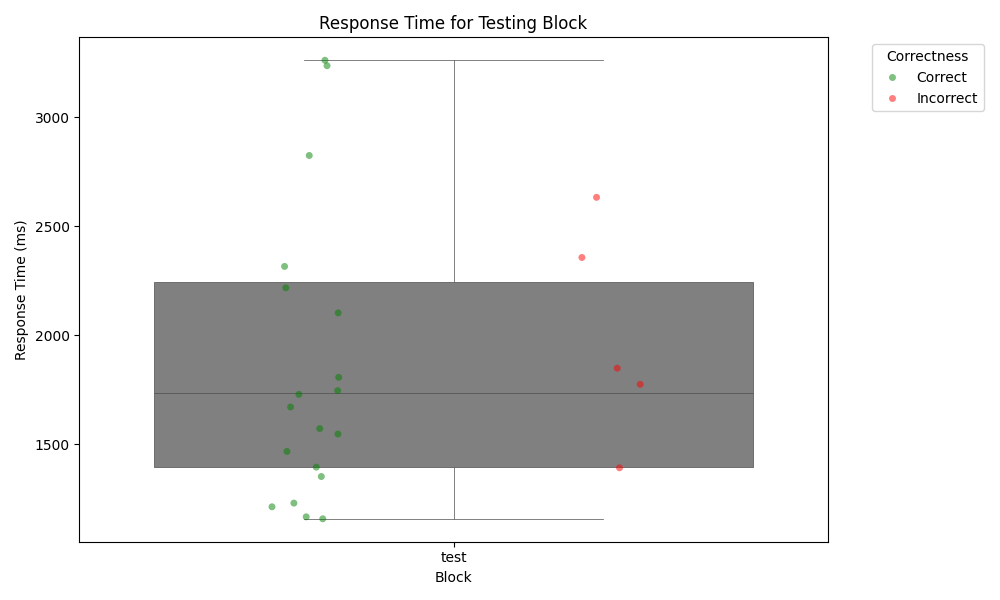 Response Time for Testing Block
Correctness
Correct
Incorrect
Response Time (ms)
3000
2500
2000
1500
test
Block